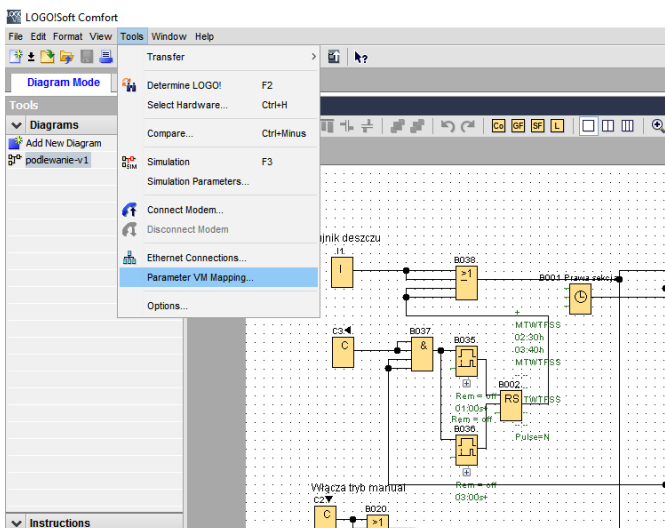 LOGO!Soft Comfort
File Edit Format View Tools Window Help
Diagram Mode
Tools
Diagrams
Add New Diagram
podlewanie-v1
Instructions
Transfer
Determine LOGO! F2
Select Hardware... Ctrl+H
Compare... Ctrl+Minus
Simulation F3
Simulation Parameters...
Connect Modem...
Disconnect Modem
Ethernet Connections...
Parameter VM Mapping...
Options...
Co GF SF L
jnik deszczu
I1
I
B038
>1
B001 Prawa sekcja
+
MTWTFSS
02:30h
03:40h
MTWTFSS
--:--
--:--
TWTFSS
--:--
--:--
Pulse=N
C3
C
B037
&
B035
Rem = off
01:00s+
B002
RS
Rem = off
B036
Rem = off
03:00s+
Włącza tryb manual
C2
C
B020
>1